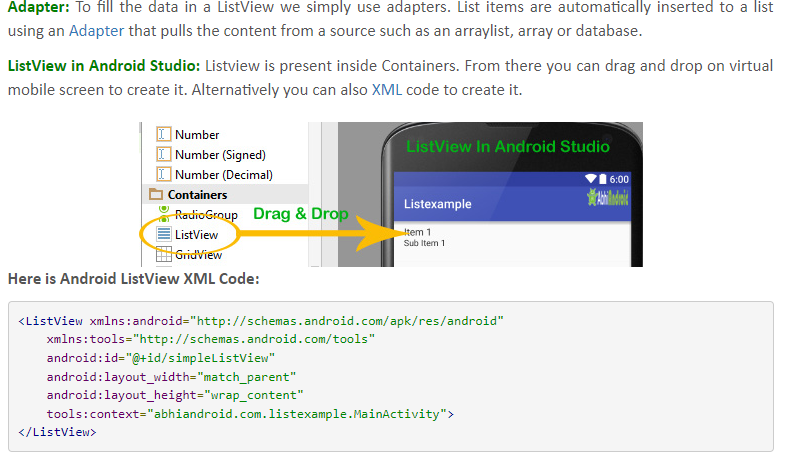 Adapter: To fill the data in a ListView we simply use adapters. List items are automatically inserted to a list
using an Adapter that pulls the content from a source such as an arraylist, array or database.
ListView in Android Studio: Listview is present inside Containers. From there you can drag and drop on virtual
mobile screen to create it. Alternatively you can also XML code to create it.
Number
Number (Signed)
Number (Decimal)
Containers
RadioGroup
ListView
GridView
Drag & Drop
ListView In Android Studio
6:00
Listexample
AbhiAndroid
Item 1
Sub Item 1
Here is Android ListView XML Code:
<ListView xmlns:android="http://schemas.android.com/apk/res/android"
    xmlns:tools="http://schemas.android.com/tools"
    android:id="@+id/simpleListView"
    android:layout_width="match_parent"
    android:layout_height="wrap_content"
    tools:context="abhiandroid.com.listexample.MainActivity">
</ListView>